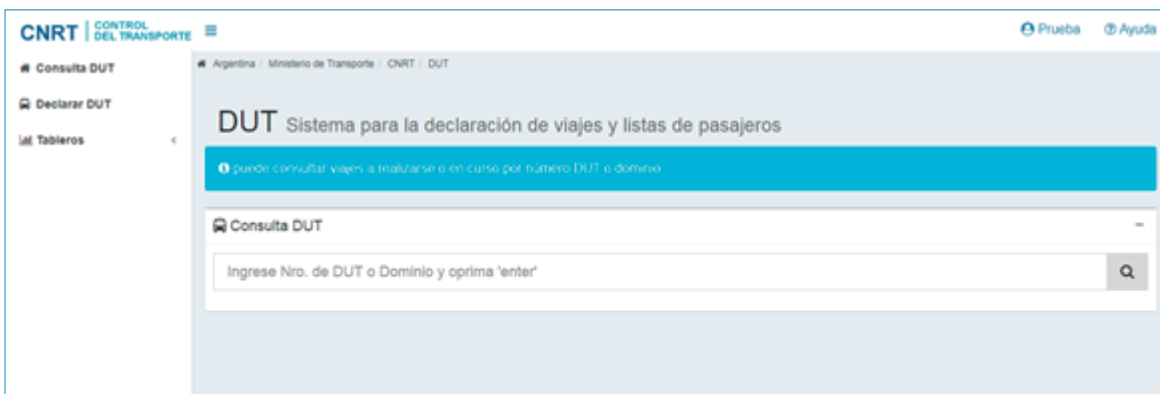 CNRT CONTROL DEL TRANSPORTE
Prueba
Ayuda
Consulta DUT
Declarar DUT
Tableros
Argentina / Ministerio de Transporte / CNRT / DUT
DUT Sistema para la declaración de viajes y listas de pasajeros
puede consultar viajes a realizarse o en curso por número DUT o dominio
Consulta DUT
Ingrese Nro. de DUT o Dominio y oprima 'enter'